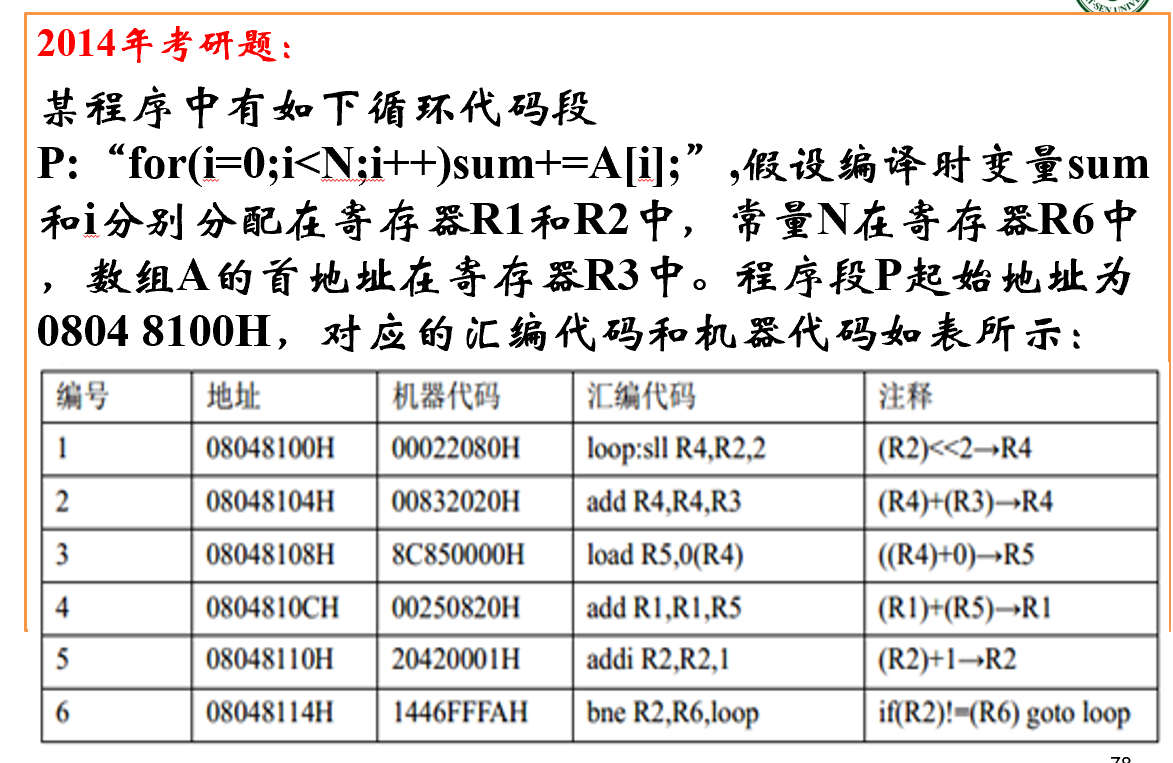 2014年考研题：
某程序中有如下循环代码段
P:“for(i=0;i<N;i++)sum+=A[i];”,假设编译时变量sum
和i分别分配在寄存器R1和R2中，常量N在寄存器R6中
，数组A的首地址在寄存器R3中。程序段P起始地址为
0804 8100H，对应的汇编代码和机器代码如表所示：
编号 地址 机器代码 汇编代码 注释
1 08048100H 00022080H loop:sll R4,R2,2 (R2)<<2→R4
2 08048104H 00832020H add R4,R4,R3 (R4)+(R3)→R4
3 08048108H 8C850000H load R5,0(R4) ((R4)+0)→R5
4 0804810CH 00250820H add R1,R1,R5 (R1)+(R5)→R1
5 08048110H 20420001H addi R2,R2,1 (R2)+1→R2
6 08048114H 1446FFFAH bne R2,R6,loop if(R2)!=(R6) goto loop